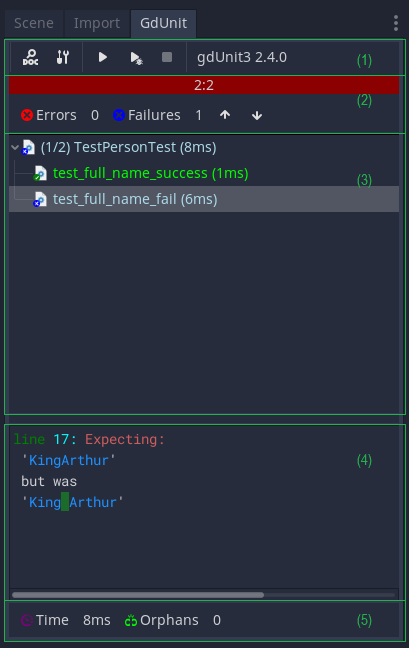 Scene Import GdUnit
DOC gdUnit3 2.4.0 (1)
2:2
(2)
Errors 0 Failures 1
(1/2) TestPersonTest (8ms)
test_full_name_success (1ms) (3)
test_full_name_fail (6ms)
line 17: Expecting:
'KingArthur' (4)
but was
'King Arthur'
Time 8ms Orphans 0 (5)